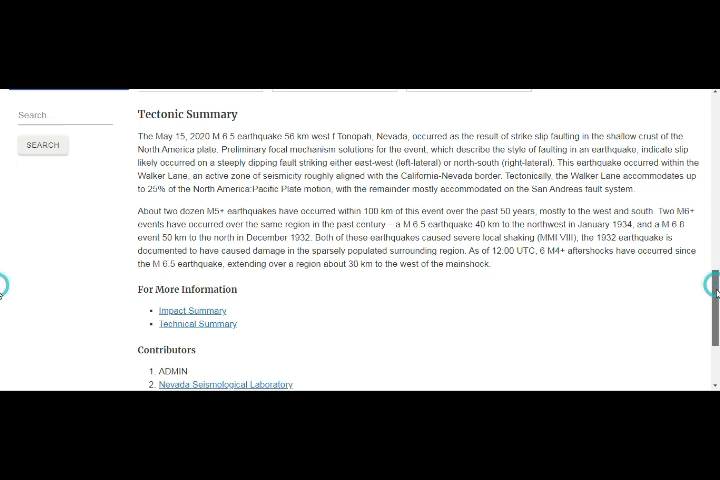 Search
SEARCH
Tectonic Summary
The May 15, 2020 M 6.5 earthquake 56 km west f Tonopah, Nevada, occurred as the result of strike slip faulting in the shallow crust of the
North America plate. Preliminary focal mechanism solutions for the event, which describe the style of faulting in an earthquake, indicate slip
likely occurred on a steeply dipping fault striking either east-west (left-lateral) or north-south (right-lateral). This earthquake occurred within the
Walker Lane, an active zone of seismicity roughly aligned with the California-Nevada border. Tectonically, the Walker Lane accommodates up
to 25% of the North America:Pacific Plate motion, with the remainder mostly accommodated on the San Andreas fault system.
About two dozen M5+ earthquakes have occurred within 100 km of this event over the past 50 years, mostly to the west and south. Two M6+
events have occurred over the same region in the past century – a M 6.5 earthquake 40 km to the northwest in January 1934, and a M 6.8
event 50 km to the north in December 1932. Both of these earthquakes caused severe local shaking (MMI VIII); the 1932 earthquake is
documented to have caused damage in the sparsely populated surrounding region. As of 12:00 UTC, 6 M4+ aftershocks have occurred since
the M 6.5 earthquake, extending over a region about 30 km to the west of the mainshock.
For More Information
• Impact Summary
• Technical Summary
Contributors
1. ADMIN
2. Nevada Seismological Laboratory